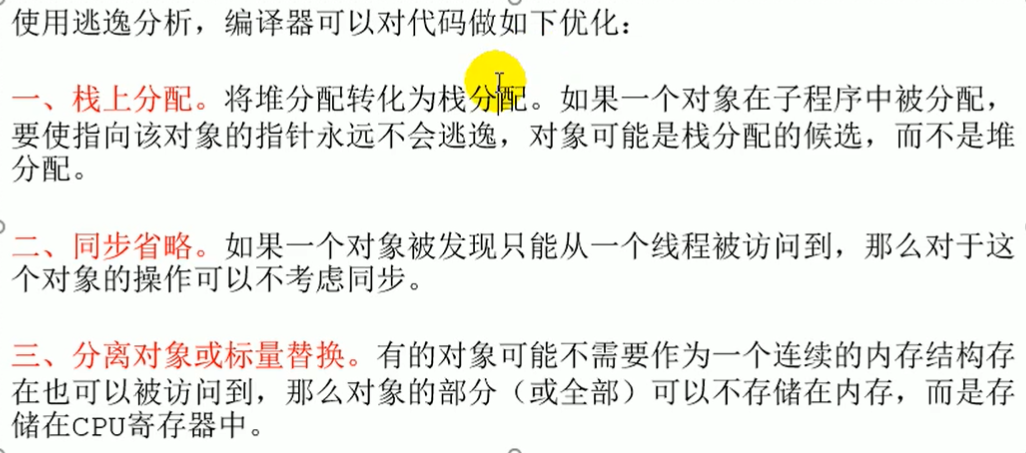 使用逃逸分析，编译器可以对代码做如下优化：
一、栈上分配。将堆分配转化为栈分配。如果一个对象在子程序中被分配，
要使指向该对象的指针永远不会逃逸，对象可能是栈分配的候选，而不是堆
分配。
二、同步省略。如果一个对象被发现只能从一个线程被访问到，那么对于这
个对象的操作可以不考虑同步。
三、分离对象或标量替换。有的对象可能不需要作为一个连续的内存结构存
在也可以被访问到，那么对象的部分（或全部）可以不存储在内存，而是存
储在CPU寄存器中。